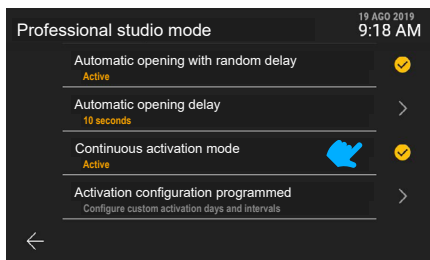 19 AGO 2019
Professional studio mode
9:18 AM
Automatic opening with random delay
Active
Automatic opening delay
10 seconds
Continuous activation mode
Active
Activation configuration programmed
Configure custom activation days and intervals